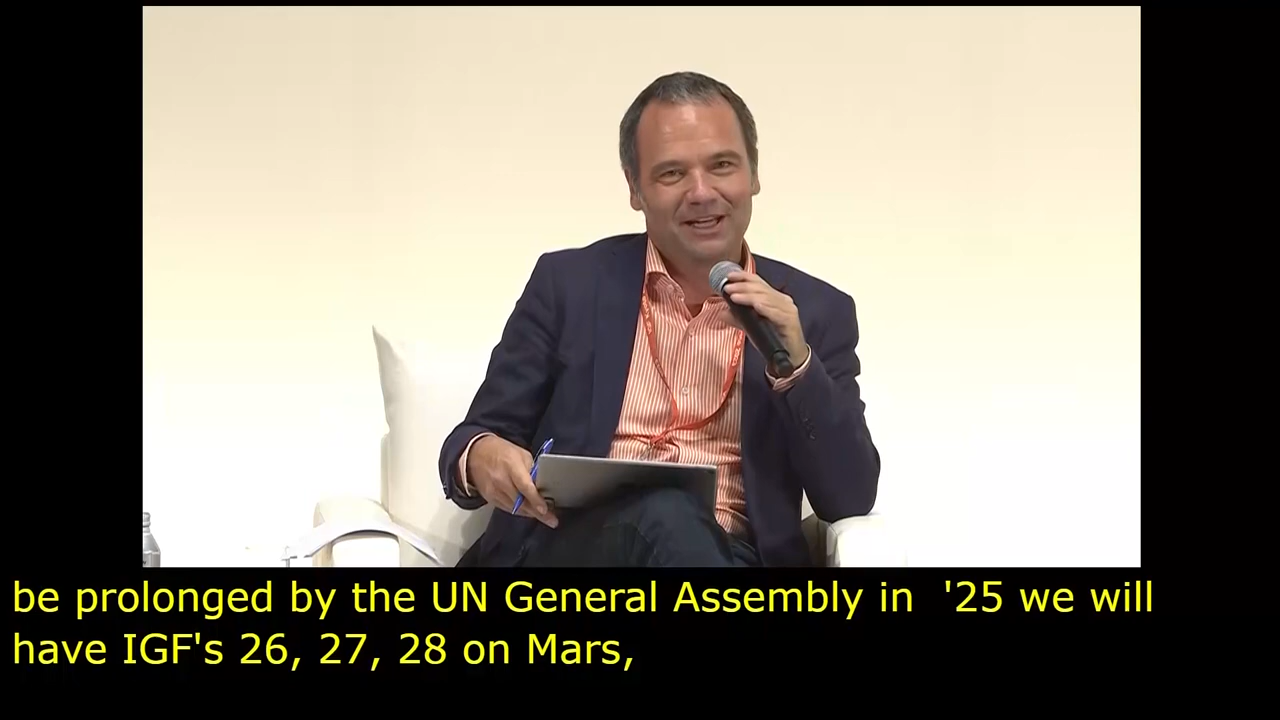 be prolonged by the UN General Assembly in  '25 we will
have IGF's 26, 27, 28 on Mars,